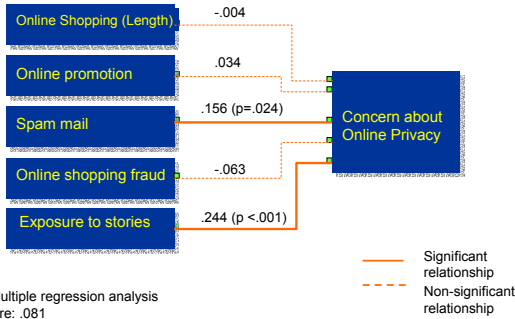 Online Shopping (Length)
-.004
Online promotion
.034
Spam mail
.156 (p=.024)
Concern about
Online Privacy
Online shopping fraud
-.063
Exposure to stories
.244 (p <.001)
Significant
relationship
Non-significant
relationship
ultiple regression analysis
re: .081